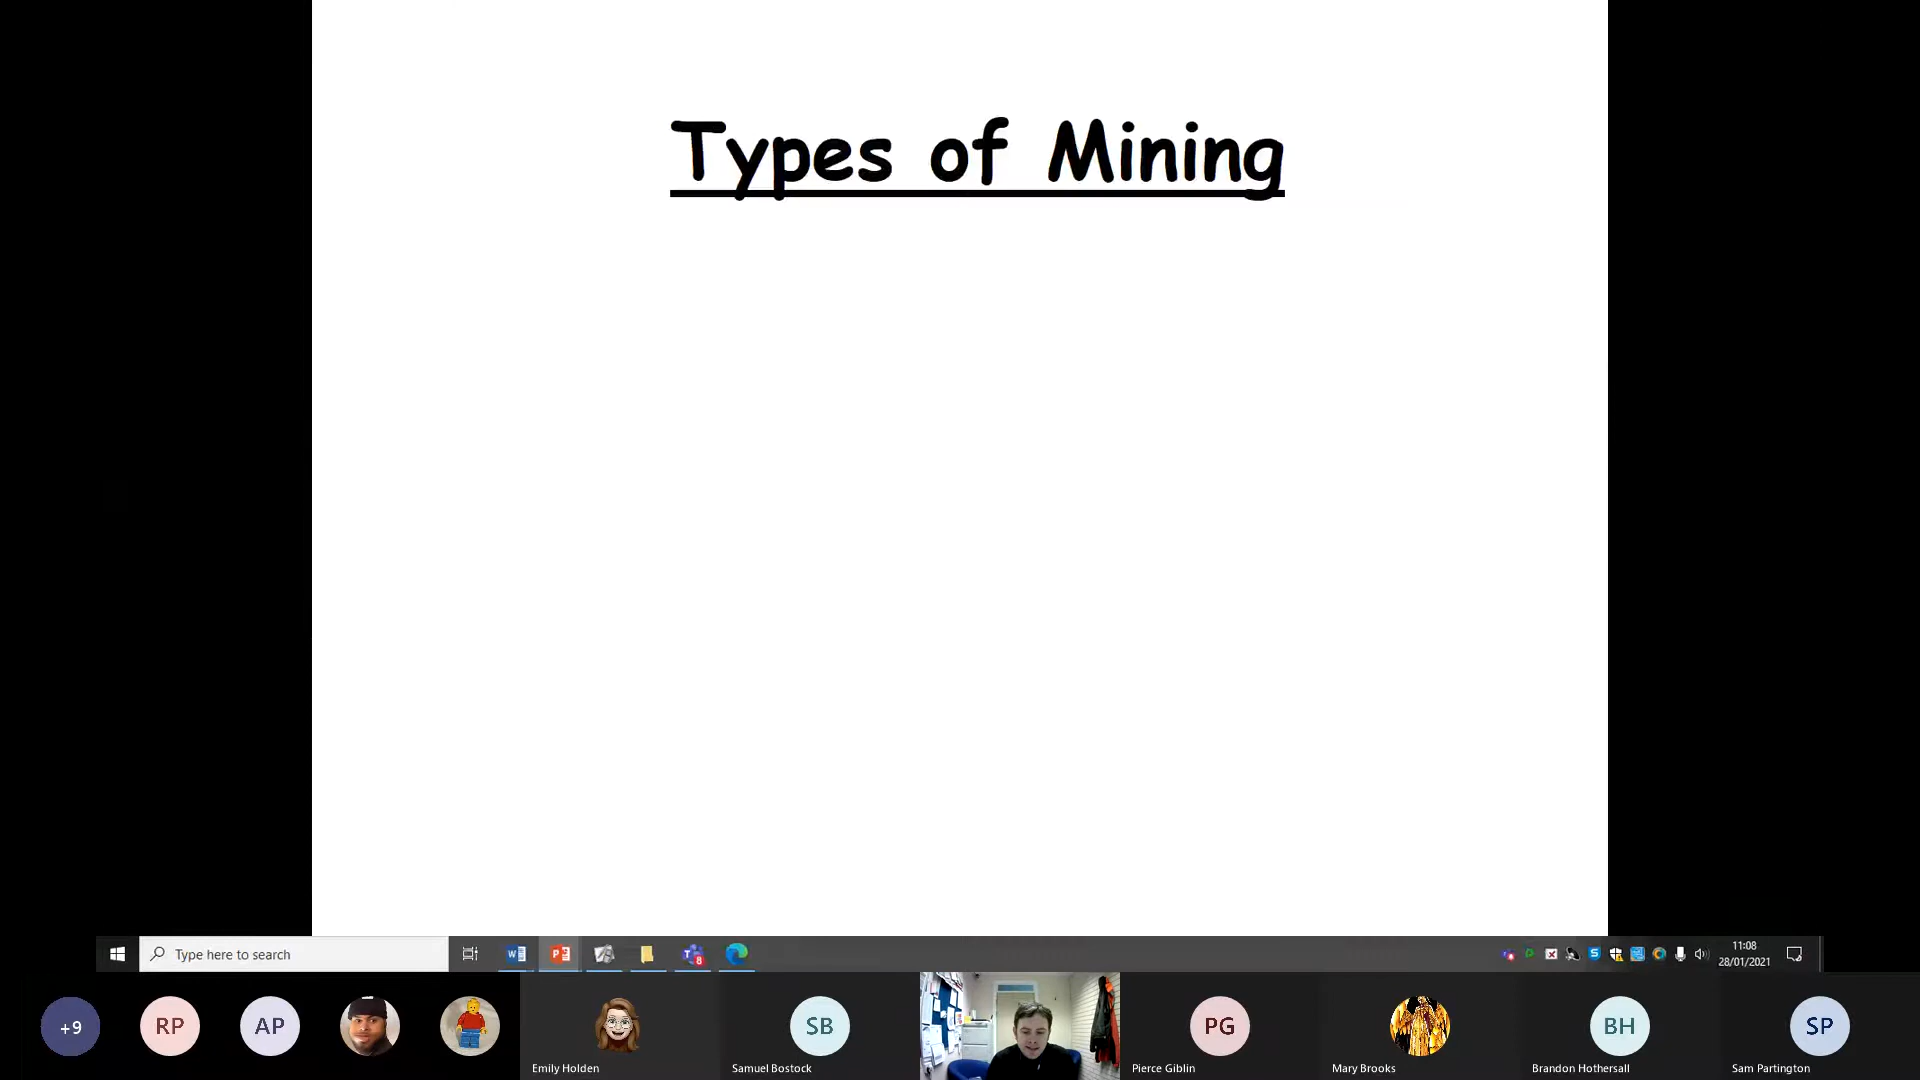 Types of Mining
Type here to search
11:08
28/01/2021
+9
RP
AP
Emily Holden
SB
Samuel Bostock
PG
Pierce Giblin
Mary Brooks
BH
Brandon Hothersall
SP
Sam Partington